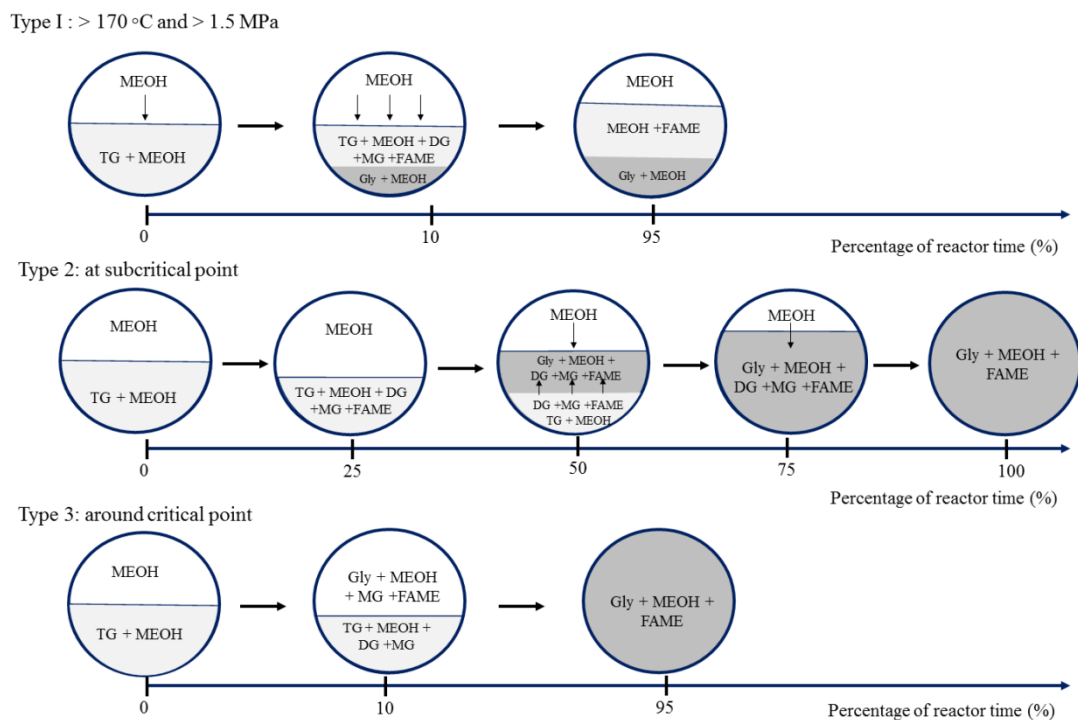 Type I : > 170 °C and > 1.5 MPa
MEOH
TG + MEOH
MEOH
TG + MEOH + DG
+MG +FAME
Gly + MEOH
MEOH
MEOH +FAME
Gly + MEOH
0
10
95
Percentage of reactor time (%)
Type 2: at subcritical point
MEOH
TG + MEOH
MEOH
TG + MEOH + DG
+MG +FAME
MEOH
Gly + MEOH +
DG +MG +FAME
DG +MG +FAME
TG + MEOH
MEOH
Gly + MEOH +
DG +MG +FAME
Gly + MEOH +
FAME
0
25
50
75
100
Percentage of reactor time (%)
Type 3: around critical point
MEOH
TG + MEOH
Gly + MEOH
+ MG +FAME
TG + MEOH +
DG +MG
Gly + MEOH +
FAME
0
10
95
Percentage of reactor time (%)